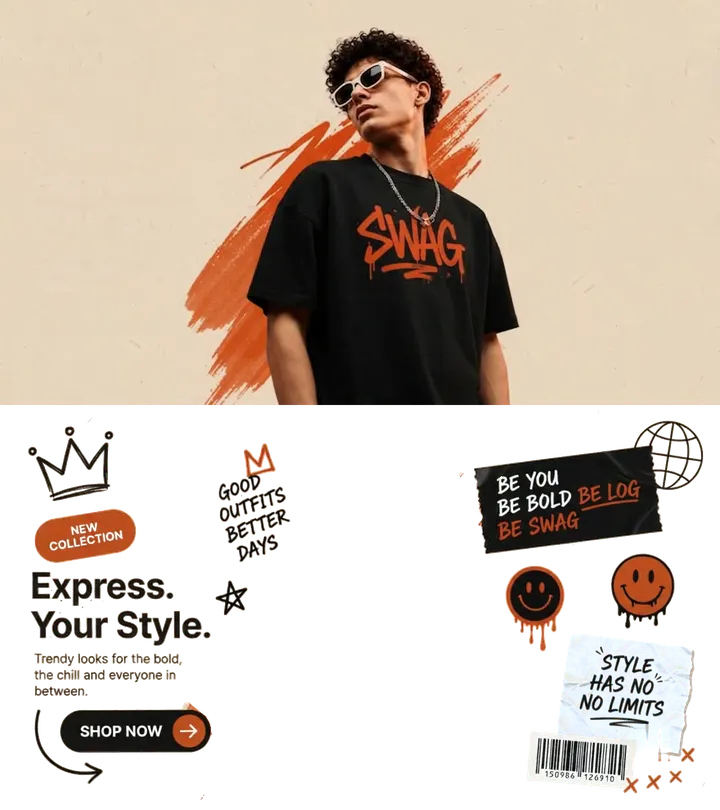 SWAG
NEW
COLLECTION
Express.
Your Style.
Trendy looks for the bold,
the chill and everyone in
between.
SHOP NOW
GOOD
OUTFITS
BETTER
DAYS
BE YOU
BE BOLD BE LOG
BE SWAG
STYLE
HAS NO
NO LIMITS
150986 126910